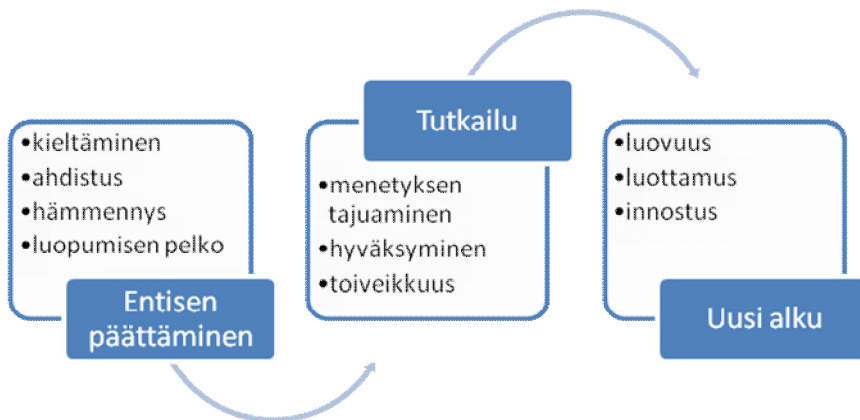 •kieltäminen
•ahdistus
•hämmennys
•luopumisen pelko
Entisen
päättäminen
Tutkailu
•menetyksen
tajuaminen
•hyväksyminen
•toiveikkuus
•luovuus
•luottamus
•innostus
Uusi alku